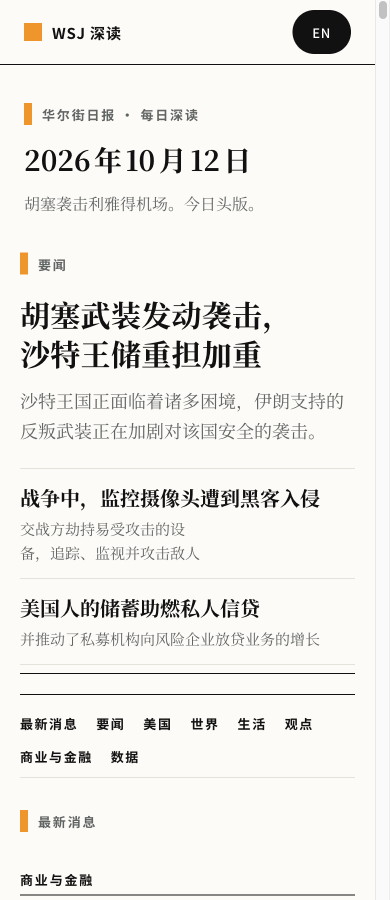 WSJ 深读
EN
华尔街日报 · 每日深读
2026年10月12日
胡塞袭击利雅得机场。今日头版。
要闻
胡塞武装发动袭击，
沙特王储重担加重
沙特王国正面临着诸多困境，伊朗支持的
反叛武装正在加剧对该国安全的袭击。
战争中，监控摄像头遭到黑客入侵
交战方劫持易受攻击的设
备，追踪、监视并攻击敌人
美国人的储蓄助燃私人信贷
并推动了私募机构向风险企业放贷业务的增长
最新消息 要闻 美国 世界 生活 观点
商业与金融 数据
最新消息
商业与金融